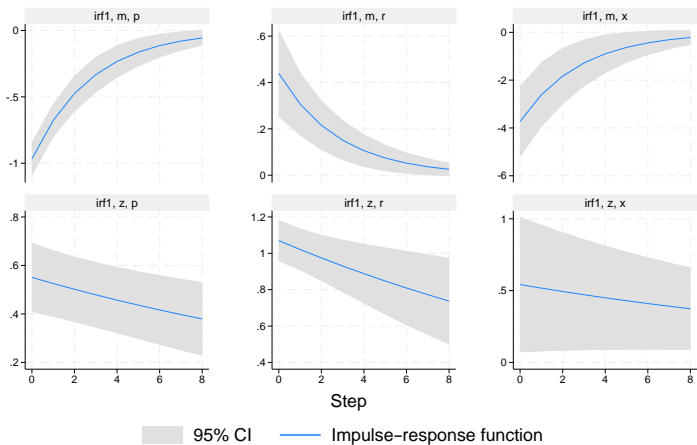 irf1, m, p
irf1, m, r
irf1, m, x
0
-.5
-1
.6
.4
.2
0
0
-2
-4
-6
irf1, z, p
irf1, z, r
irf1, z, x
.8
.6
.4
.2
1.2
1
.8
.6
.4
1
.5
0
0 2 4 6 8
0 2 4 6 8
0 2 4 6 8
Step
95% CI
Impulse−response function